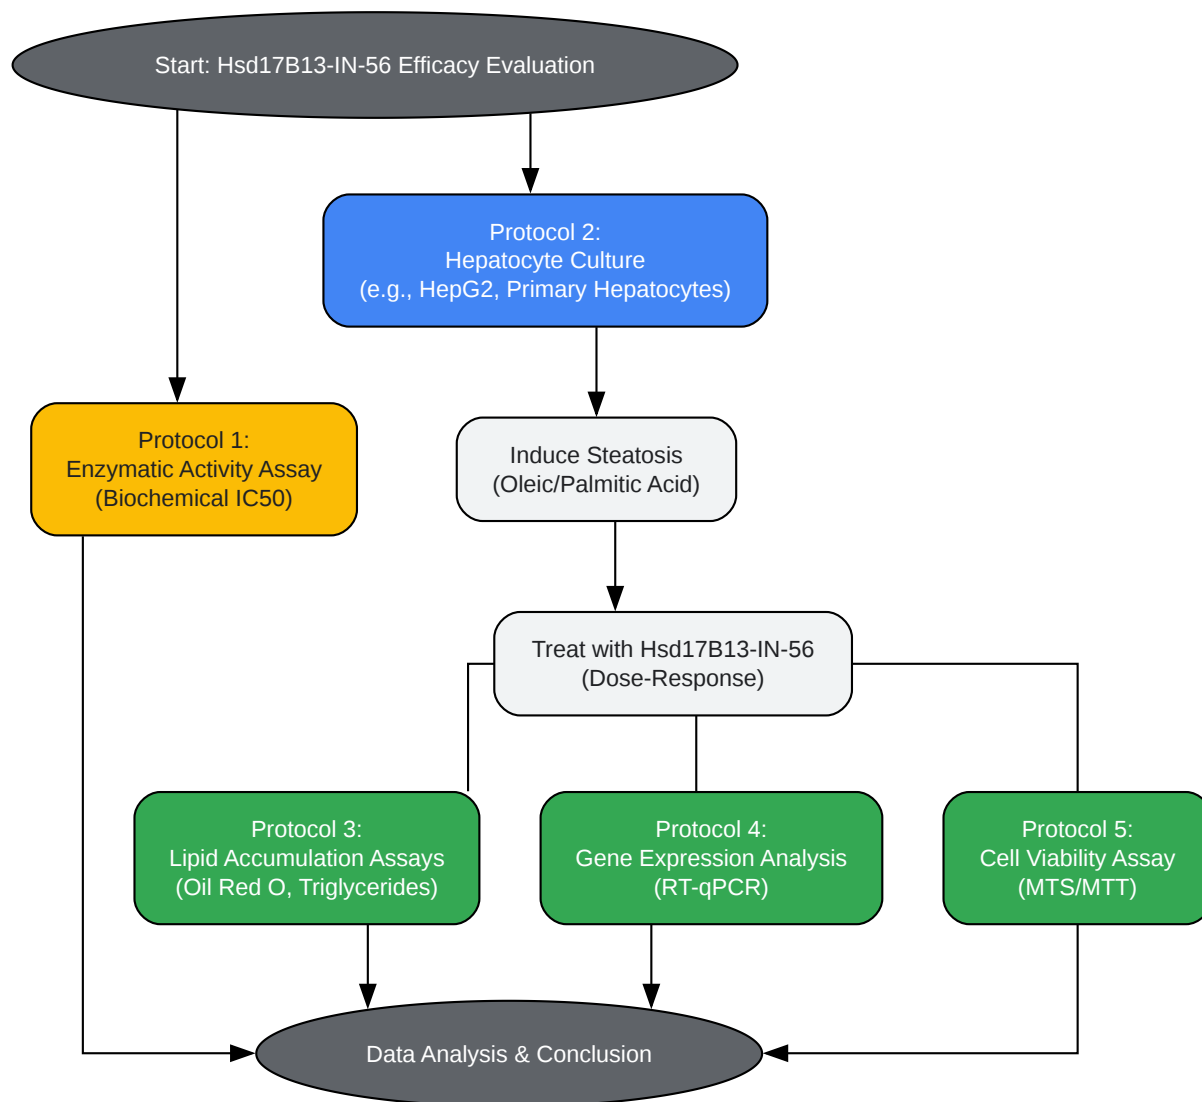 Start: Hsd17B13-IN-56 Efficacy Evaluation
Protocol 2:
Hepatocyte Culture
(e.g., HepG2, Primary Hepatocytes)
Protocol 1:
Enzymatic Activity Assay
(Biochemical IC50)
Induce Steatosis
(Oleic/Palmitic Acid)
Treat with Hsd17B13-IN-56
(Dose-Response)
Protocol 3:
Lipid Accumulation Assays
(Oil Red O, Triglycerides)
Protocol 4:
Gene Expression Analysis
(RT-qPCR)
Protocol 5:
Cell Viability Assay
(MTS/MTT)
Data Analysis & Conclusion